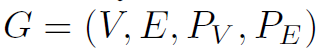 G = (V, E, P_V, P_E)